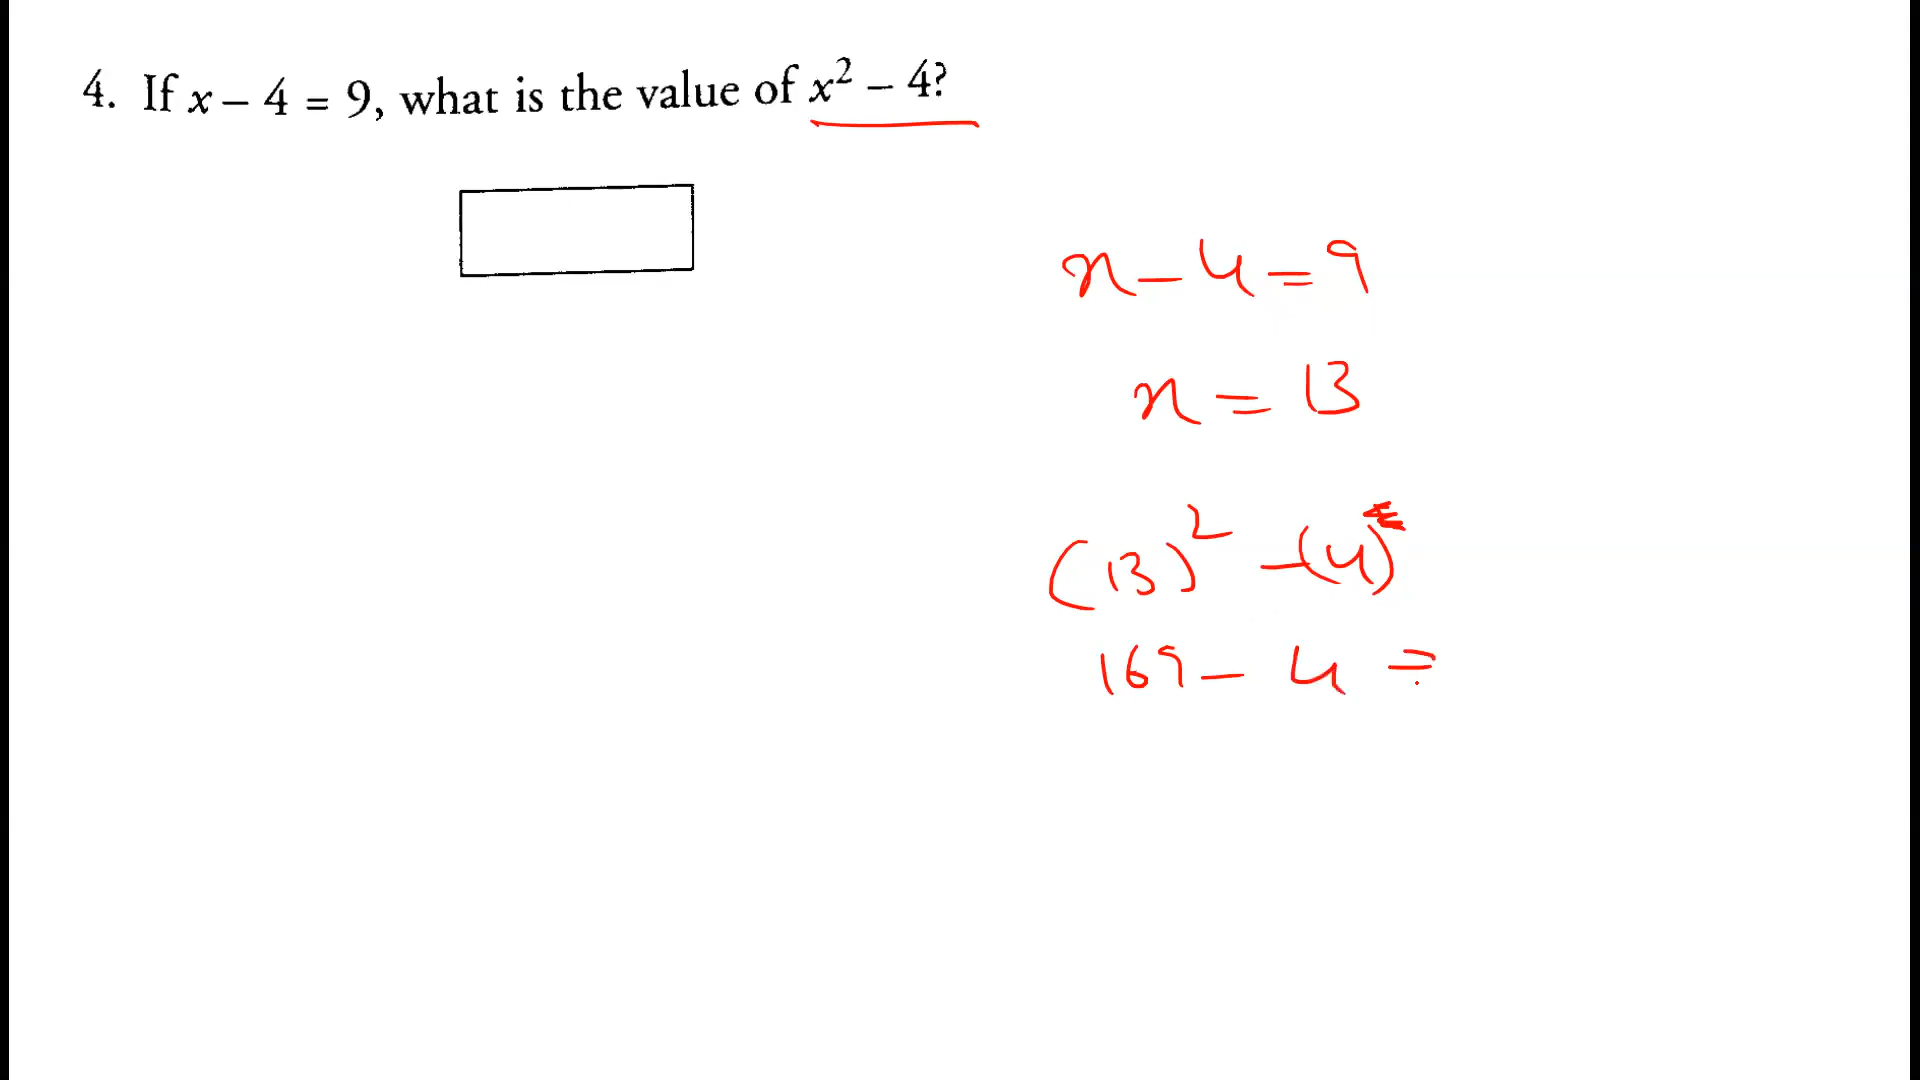 4. If x – 4 = 9, what is the value of x² – 4?
x – 4 = 9
x = 13
(13)² – (4)
169 – 4 =